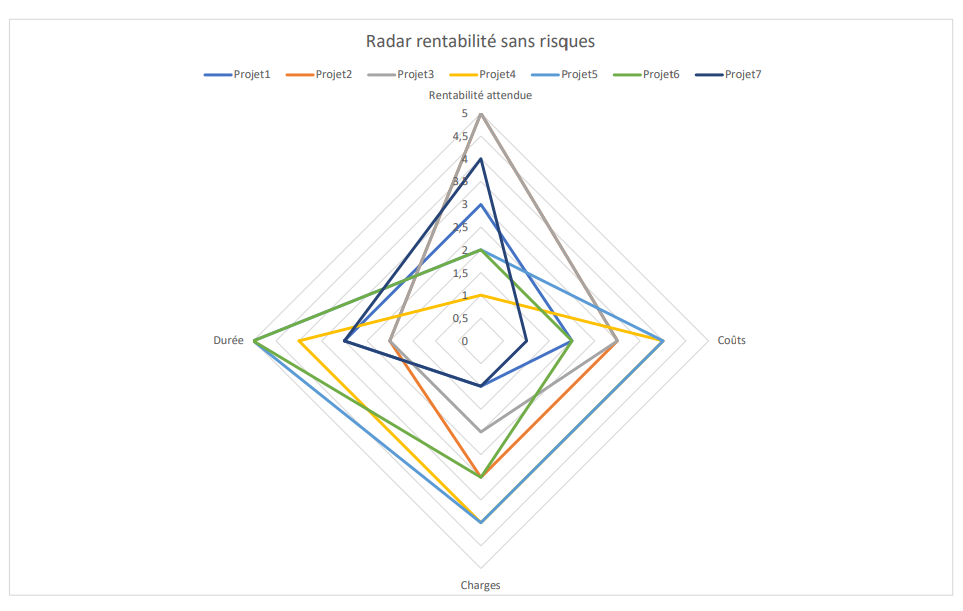 Radar rentabilité sans risques
Projet1 Projet2 Projet3 Projet4 Projet5 Projet6 Projet7
Rentabilité attendue
5
4,5
4
3,5
3
2,5
2
1,5
1
0,5
0
Durée
Coûts
Charges